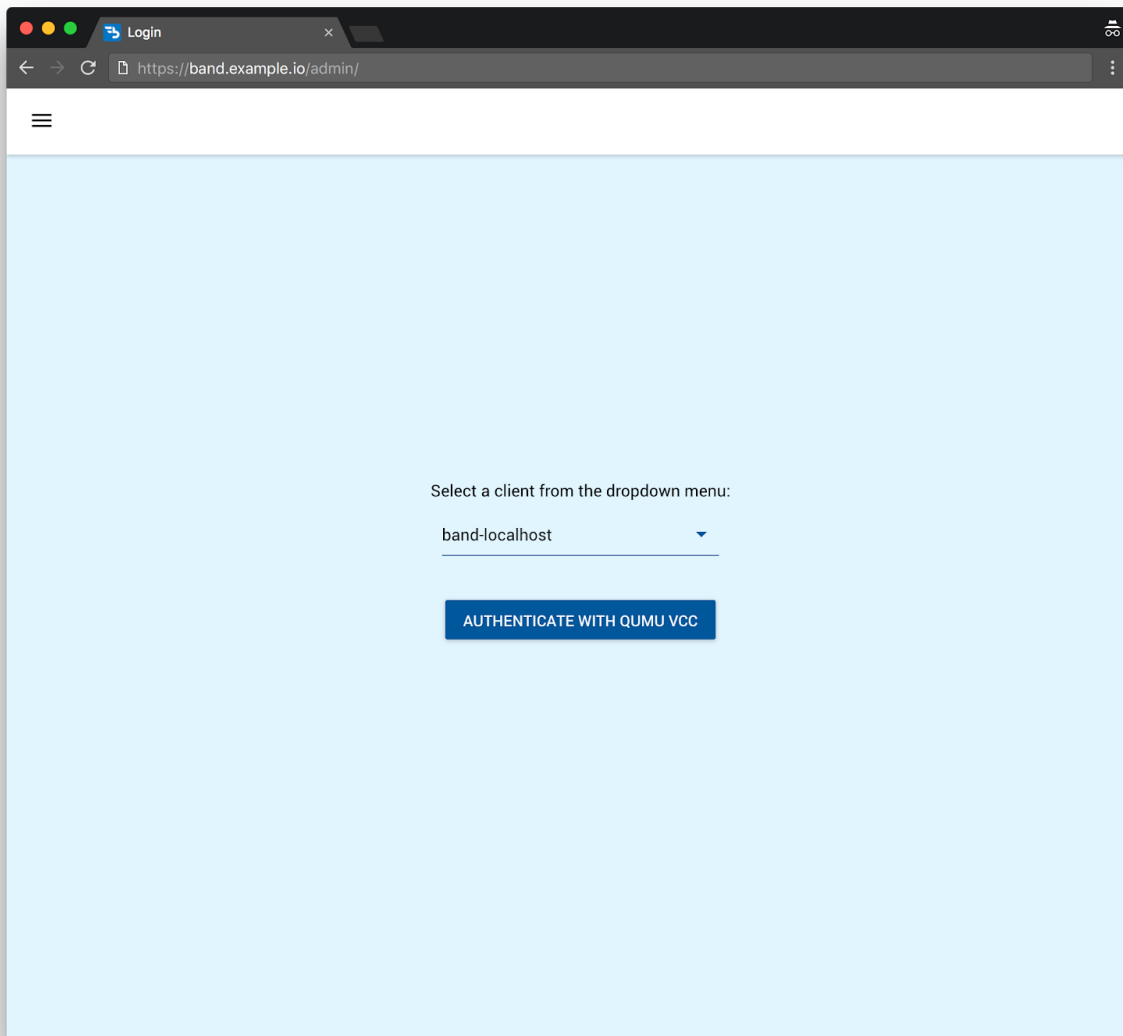 Login
https://band.example.io/admin/
Select a client from the dropdown menu:
band-localhost
AUTHENTICATE WITH QUMU VCC